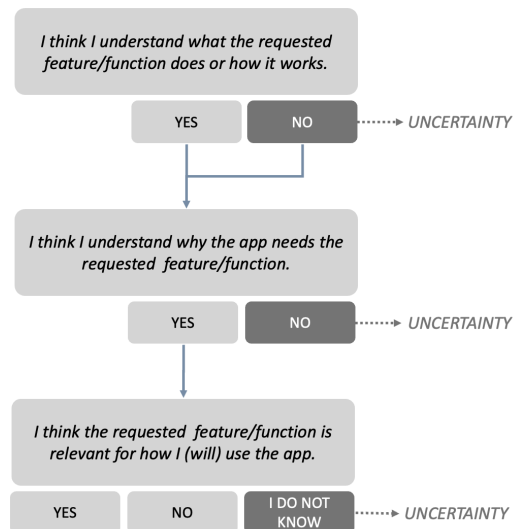 I think I understand what the requested
feature/function does or how it works.
YES
NO
UNCERTAINTY
I think I understand why the app needs the
requested feature/function.
YES
NO
UNCERTAINTY
I think the requested feature/function is
relevant for how I (will) use the app.
YES
NO
I DO NOT
KNOW
UNCERTAINTY